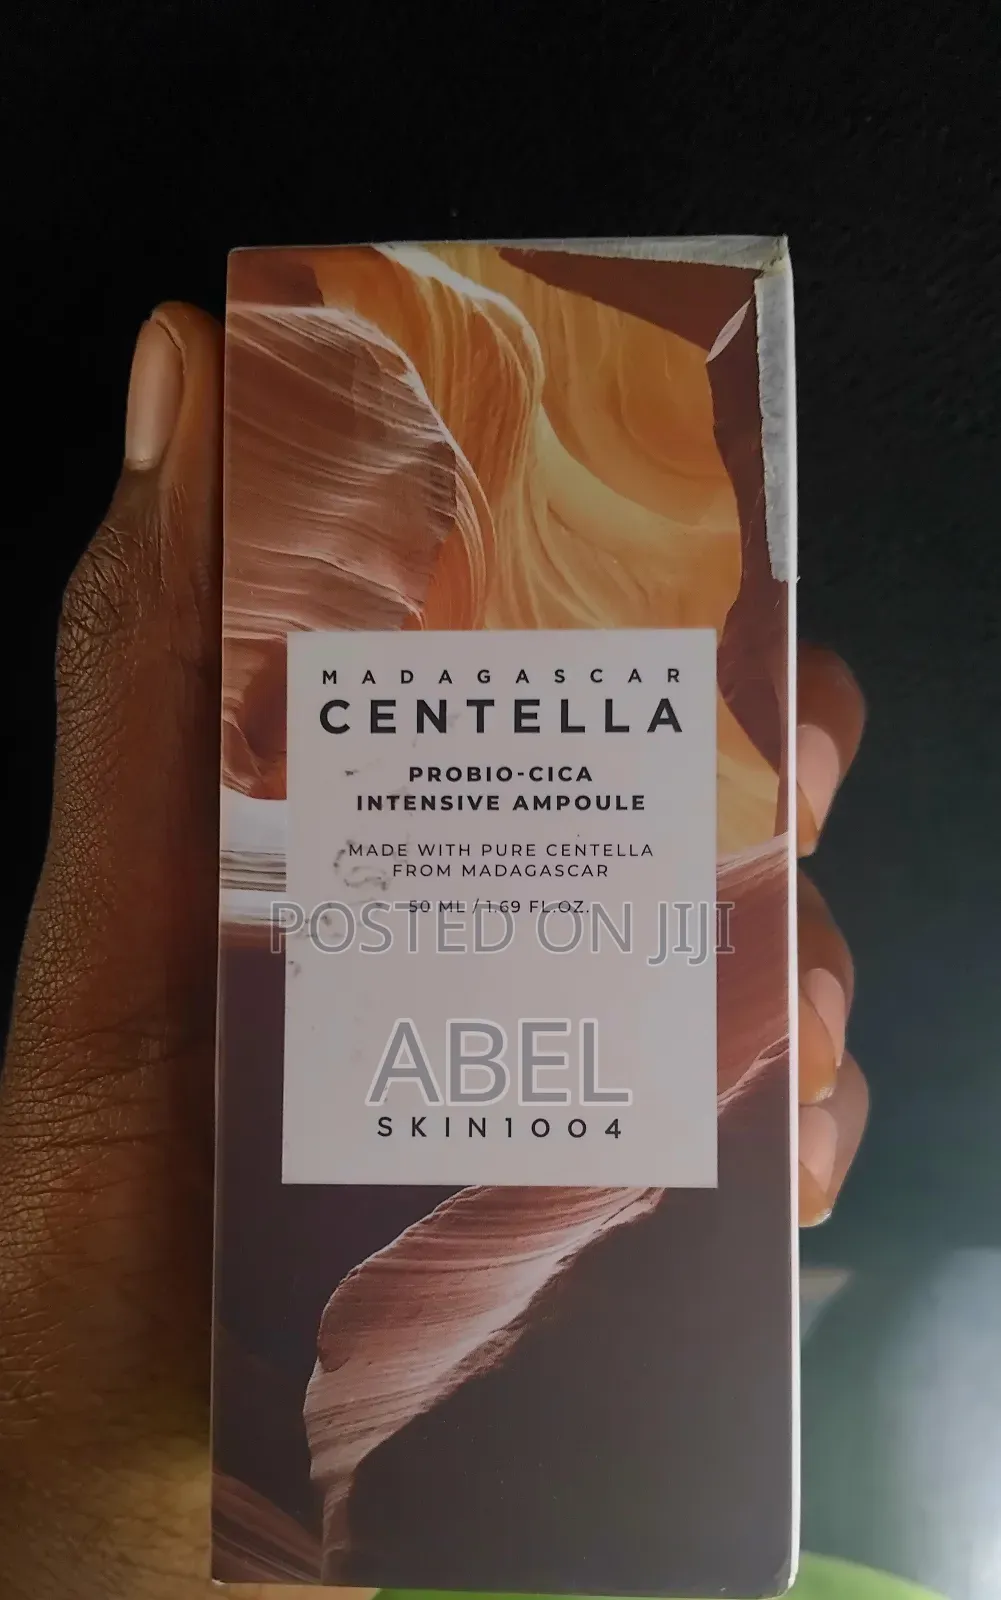 MADAGASCAR
CENTELLA
PROBIO-CICA
INTENSIVE AMPOULE
MADE WITH PURE CENTELLA
FROM MADAGASCAR
50 ML / 1.69 FL.OZ.
POSTED ON JIJI
ABEL
SKIN1004